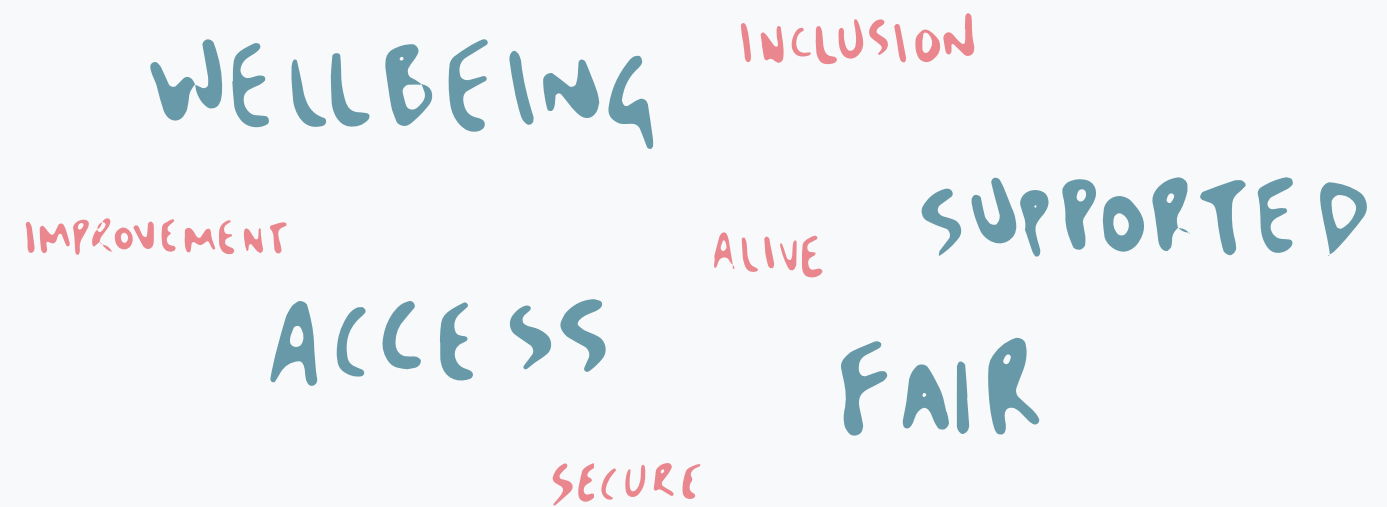 WELLBEING
INCLUSION
SUPPORTED
IMPROVEMENT
ALIVE
ACCESS
FAIR
SECURE